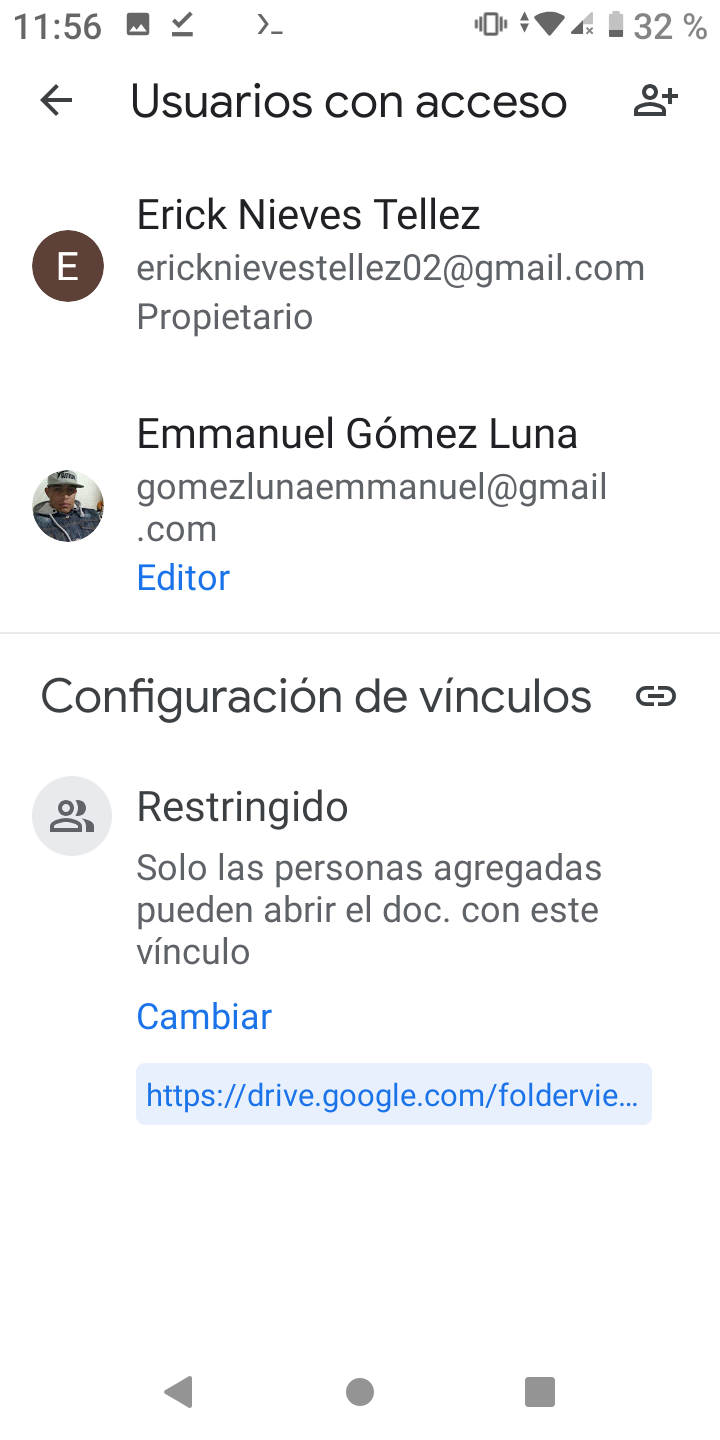 11:56
32 %
Usuarios con acceso
Erick Nieves Tellez
E
ericknievestellez02@gmail.com
Propietario
Emmanuel Gómez Luna
gomezlunaemmanuel@gmail
.com
Editor
Configuración de vínculos
Restringido
Solo las personas agregadas
pueden abrir el doc. con este
vínculo
Cambiar
https://drive.google.com/foldervie…